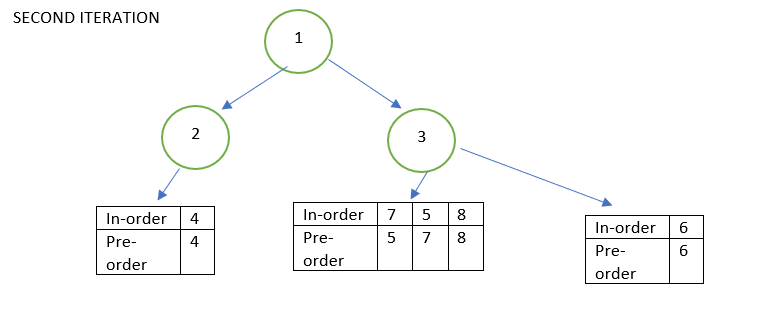 SECOND ITERATION
1
2
3
In-order 4
Pre-
order 4
In-order 7 5 8
Pre-
order 5 7 8
In-order 6
Pre-
order 6